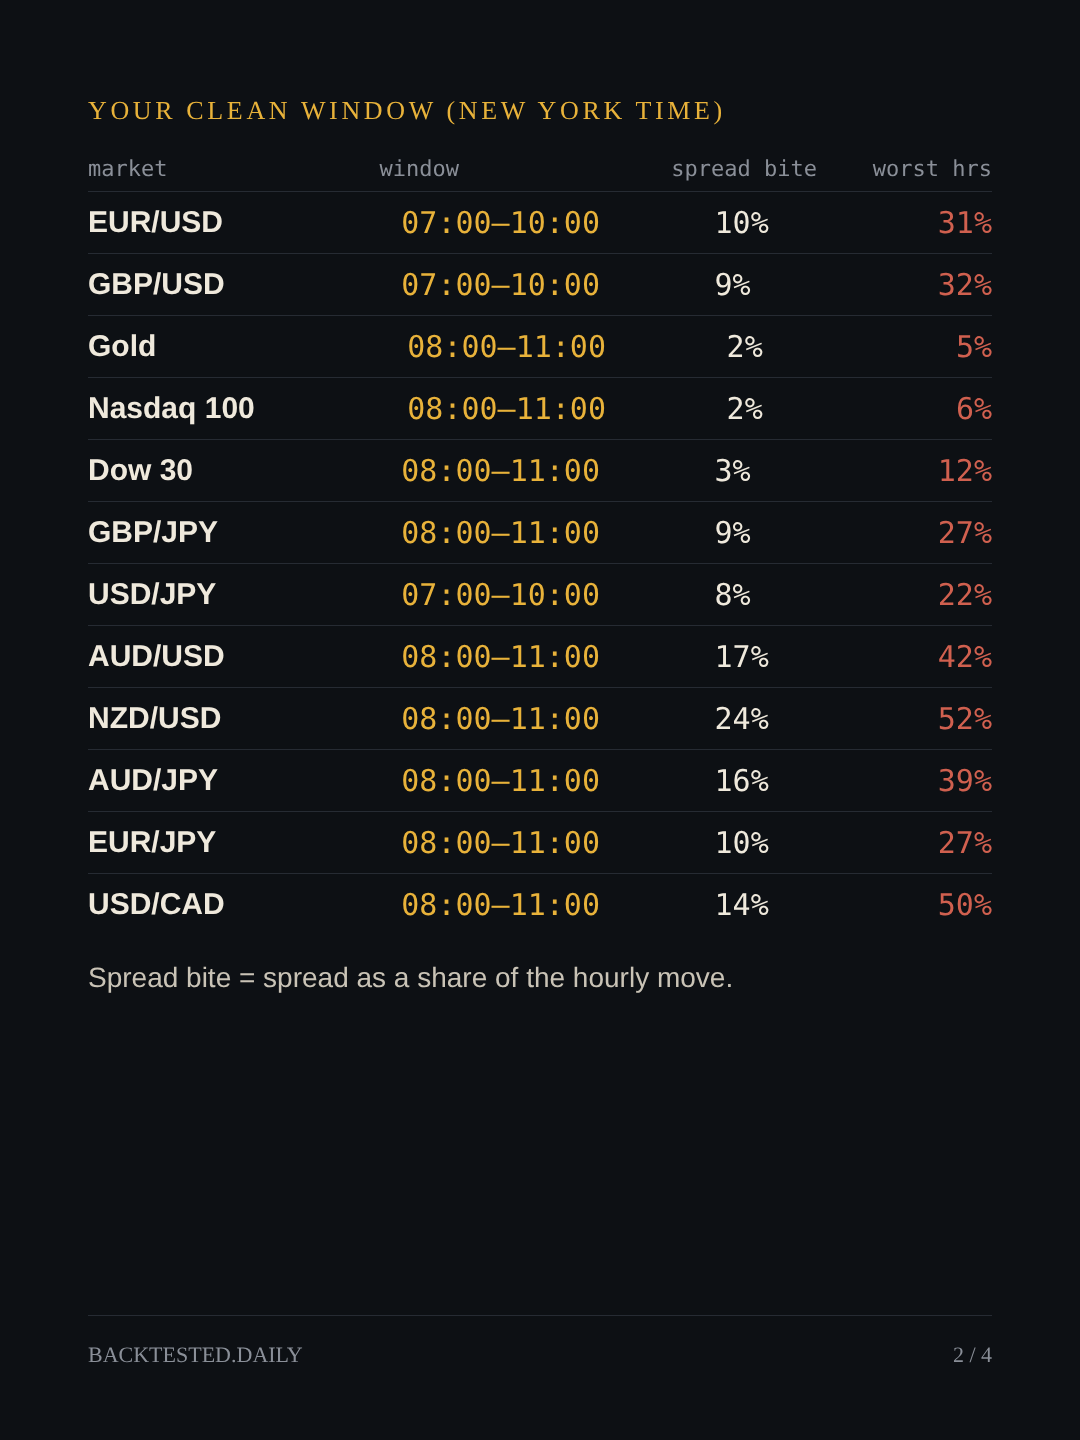 YOUR CLEAN WINDOW (NEW YORK TIME)
market window spread bite worst hrs
EUR/USD 07:00–10:00 10% 31%
GBP/USD 07:00–10:00 9% 32%
Gold 08:00–11:00 2% 5%
Nasdaq 100 08:00–11:00 2% 6%
Dow 30 08:00–11:00 3% 12%
GBP/JPY 08:00–11:00 9% 27%
USD/JPY 07:00–10:00 8% 22%
AUD/USD 08:00–11:00 17% 42%
NZD/USD 08:00–11:00 24% 52%
AUD/JPY 08:00–11:00 16% 39%
EUR/JPY 08:00–11:00 10% 27%
USD/CAD 08:00–11:00 14% 50%
Spread bite = spread as a share of the hourly move.
BACKTESTED.DAILY 2 / 4